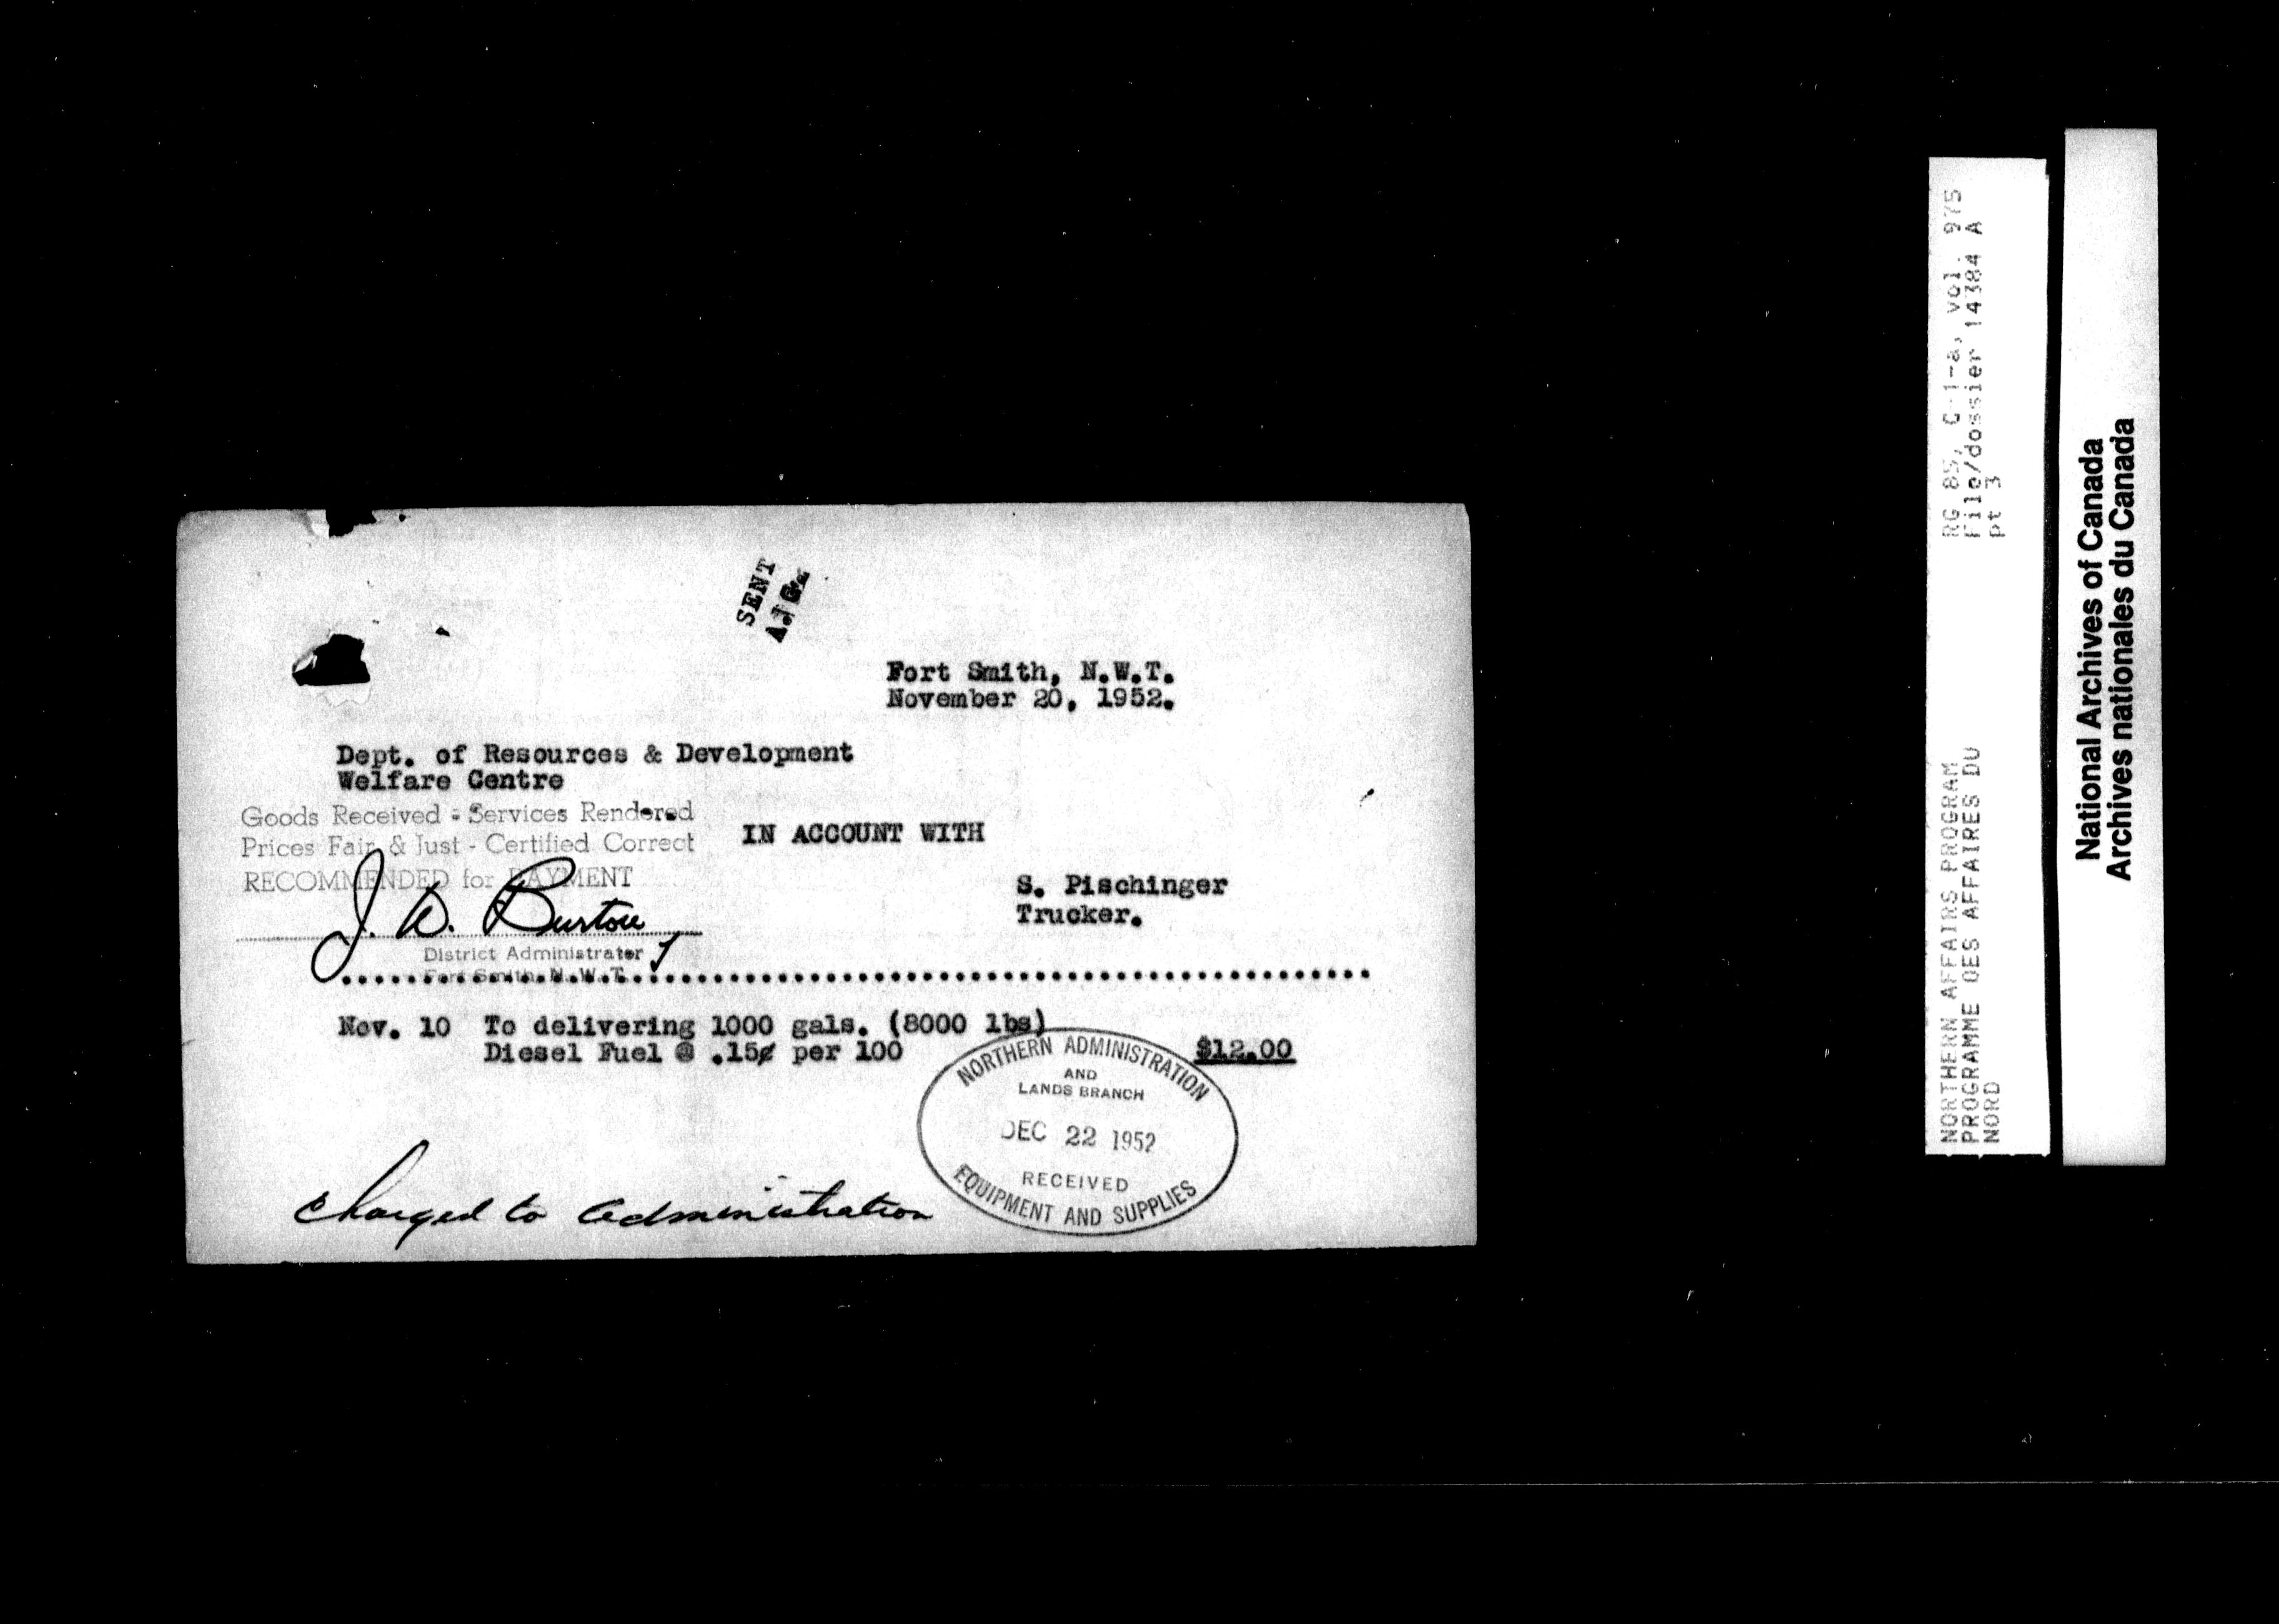 SENT
A.I.G.
Fort Smith, N.W.T.
November 20, 1952.
Dept. of Resources & Development
Welfare Centre
Goods Received - Services Rendered
Prices Fair & Just - Certified Correct
RECOMMENDED for PAYMENT
IN ACCOUNT WITH
S. Pischinger
Trucker.
J. W. Burton
District Administrator
Fort Smith, N.W.T.
Nov. 10 To delivering 1000 gals. (8000 lbs)
Diesel Fuel @ .15¢ per 100 $12.00
NORTHERN ADMINISTRATION
AND
LANDS BRANCH
DEC 22 1952
RECEIVED
EQUIPMENT AND SUPPLIES
Charged to Administration
RG 85, C-1-a, vol. 975
File/dossier 14384 A
pt 3
NORTHERN AFFAIRS PROGRAM
PROGRAMME DES AFFAIRES DU
NORD
National Archives of Canada
Archives nationales du Canada